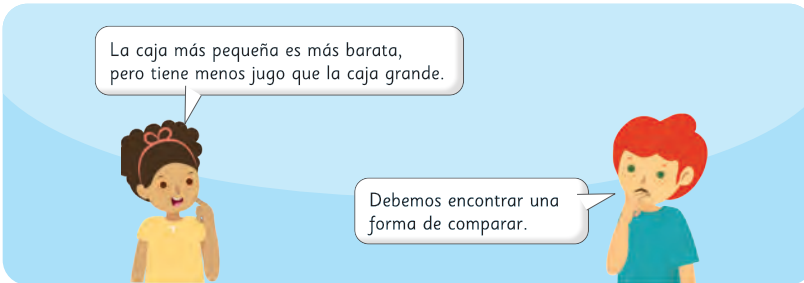 La caja más pequeña es más barata,
pero tiene menos jugo que la caja grande.
Debemos encontrar una
forma de comparar.